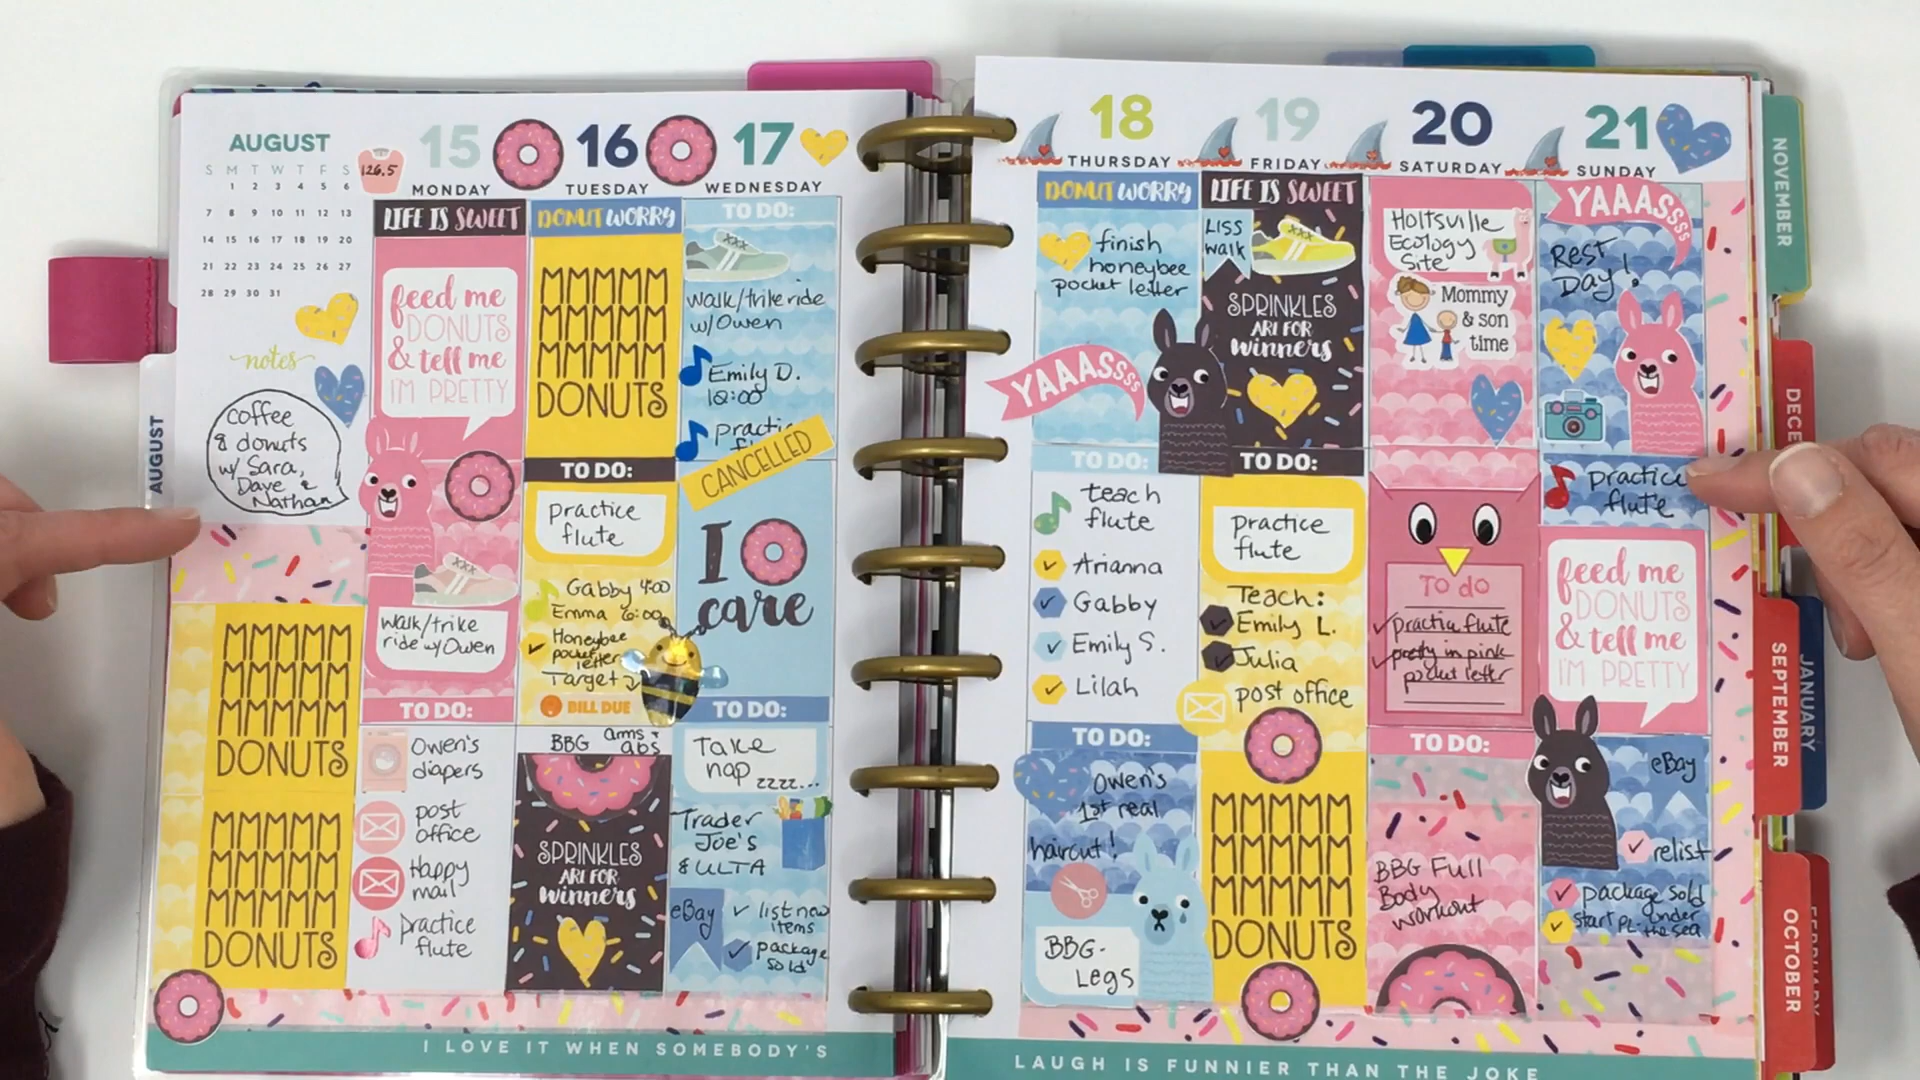 AUGUST
S M T W T F S
1 2 3 4 5 6
7 8 9 10 11 12 13
14 15 16 17 18 19 20
21 22 23 24 25 26 27
28 29 30 31
notes
coffee
& donuts
w/ Sara,
Dave &
Nathan
MMMMM
MMMMM
MMMMM
MMMMM
DONUTS
MMMMM
MMMMM
MMMMM
MMMMM
DONUTS
AUGUST
126.5
15
MONDAY
LIFE IS SWEET
feed me
DONUTS
& tell me
I'M PRETTY
walk/trike
ride w/Owen
TO DO:
Owen's
diapers
post
office
Happy
mail
practice
flute
16
TUESDAY
DONUT WORRY
MMMMM
MMMMM
MMMMM
MMMMM
DONUTS
TO DO:
practice
flute
Gabby 4:00
Emma 6:00
Honeybee
pocket
letter
Target
BILL DUE
BBG arms +
abs
SPRINKLES
ARE FOR
winners
17
WEDNESDAY
TO DO:
walk/trike ride
w/Owen
Emily D.
12:00
practi
CANCELLED
I
care
TO DO:
Take
nap zzzz...
Trader
Joe's
& ULTA
eBay
list new
items
package
sold
I LOVE IT WHEN SOMEBODY'S
18
THURSDAY
DONUT WORRY
finish
honeybee
pocket letter
YAAASSSS
TO DO:
teach
flute
Arianna
Gabby
Emily S.
Lilah
TO DO:
Owen's
1st real
haircut!
BBG-
Legs
19
FRIDAY
LIFE IS SWEET
LISS
walk
SPRINKLES
ARE FOR
winners
TO DO:
practice
flute
Teach:
Emily L.
Julia
post office
MMMMM
MMMMM
MMMMM
MMMMM
DONUTS
20
SATURDAY
Holtsville
Ecology
Site
Mommy
& son
time
To do
practice flute
pretty in pink
pocket letter
TO DO:
BBG Full
Body
workout
21
SUNDAY
YAAASSSS
REST
DAY!
practice
flute
feed me
DONUTS
& tell me
I'M PRETTY
eBay
relist
package sold
start PL: under
the sea
LAUGH IS FUNNIER THAN THE JOKE
NOVEMBER
DECE
JANUARY
SEPTEMBER
OCTOBER